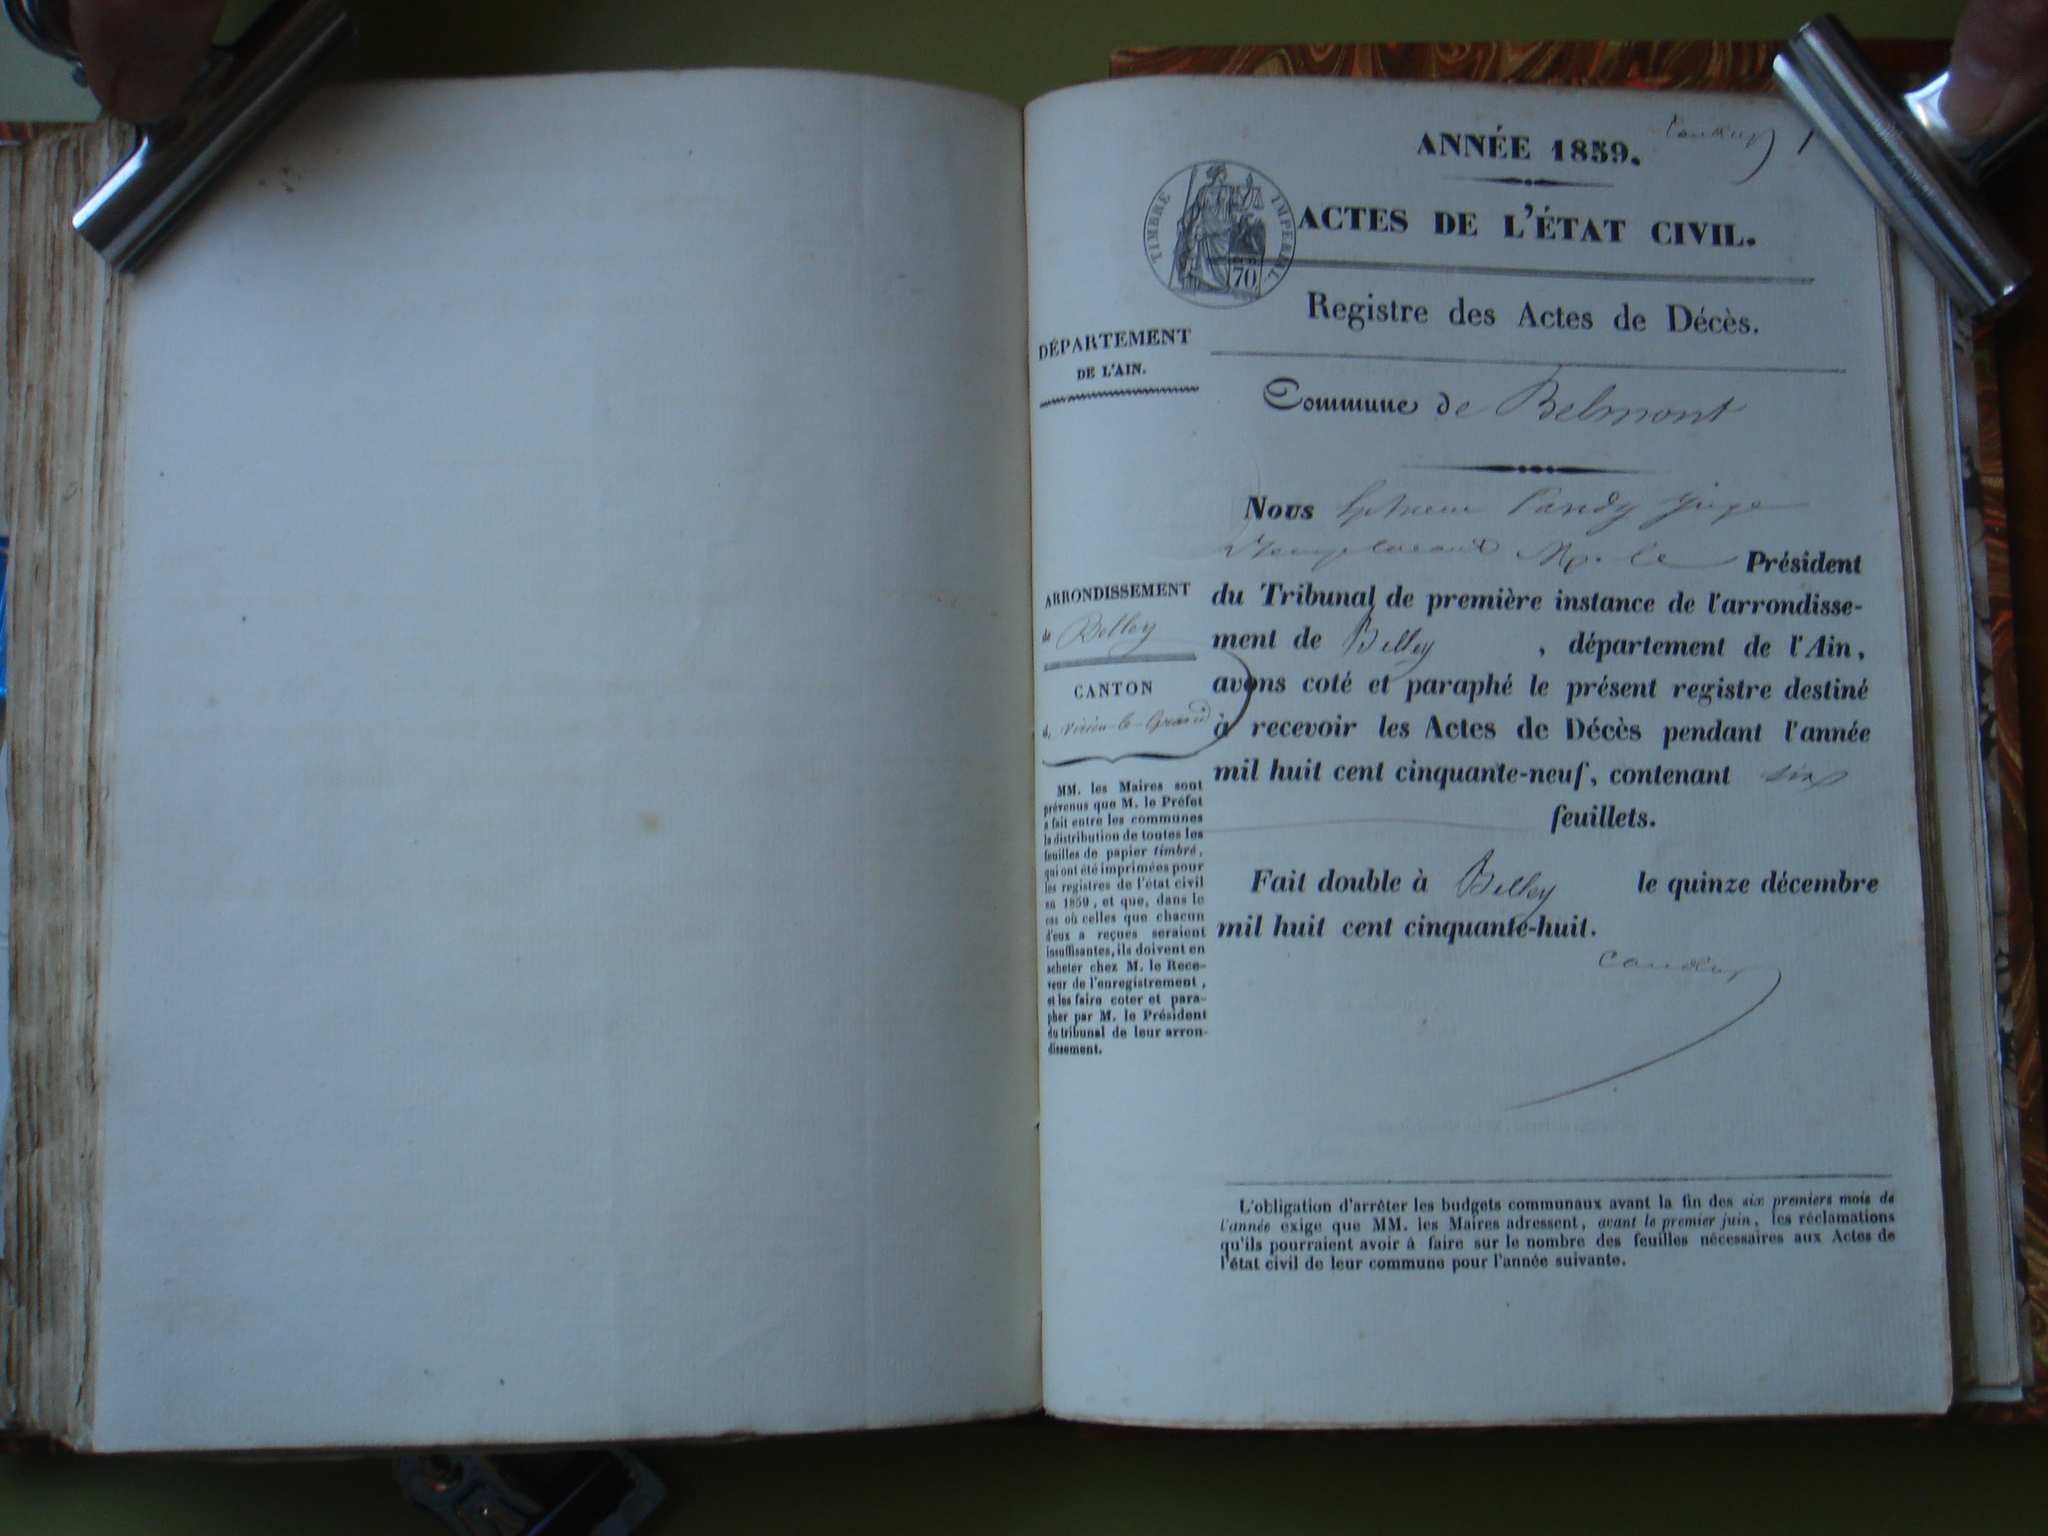 ANNÉE 1859.
1
TIMBRE IMPÉRIAL
70
ACTES DE L'ÉTAT CIVIL.
Registre des Actes de Décès.
DÉPARTEMENT
DE L'AIN.
Commune de Belmont
ARRONDISSEMENT
de Belley
CANTON
de Virieu-le-Grand
MM. les Maires sont
prévenus que M. le Préfet
a fait entre les communes
la distribution de toutes les
feuilles de papier timbré,
qui ont été imprimées pour
les registres de l'état civil
en 1859, et que, dans le
cas où celles que chacun
d'eux a reçues seraient
insuffisantes, ils doivent en
acheter chez M. le Rece-
veur de l'enregistrement,
et les faire coter et para-
pher par M. le Président
du tribunal de leur arron-
dissement.
Nous Juge
Président
du Tribunal de première instance de l'arrondisse-
ment de Belley , département de l'Ain,
avons coté et paraphé le présent registre destiné
à recevoir les Actes de Décès pendant l'année
mil huit cent cinquante-neuf, contenant six
feuillets.
Fait double à Belley le quinze décembre
mil huit cent cinquante-huit.
L'obligation d'arrêter les budgets communaux avant la fin des six premiers mois de
l'année exige que MM. les Maires adressent, avant le premier juin, les réclamations
qu'ils pourraient avoir à faire sur le nombre des feuilles nécessaires aux Actes de
l'état civil de leur commune pour l'année suivante.